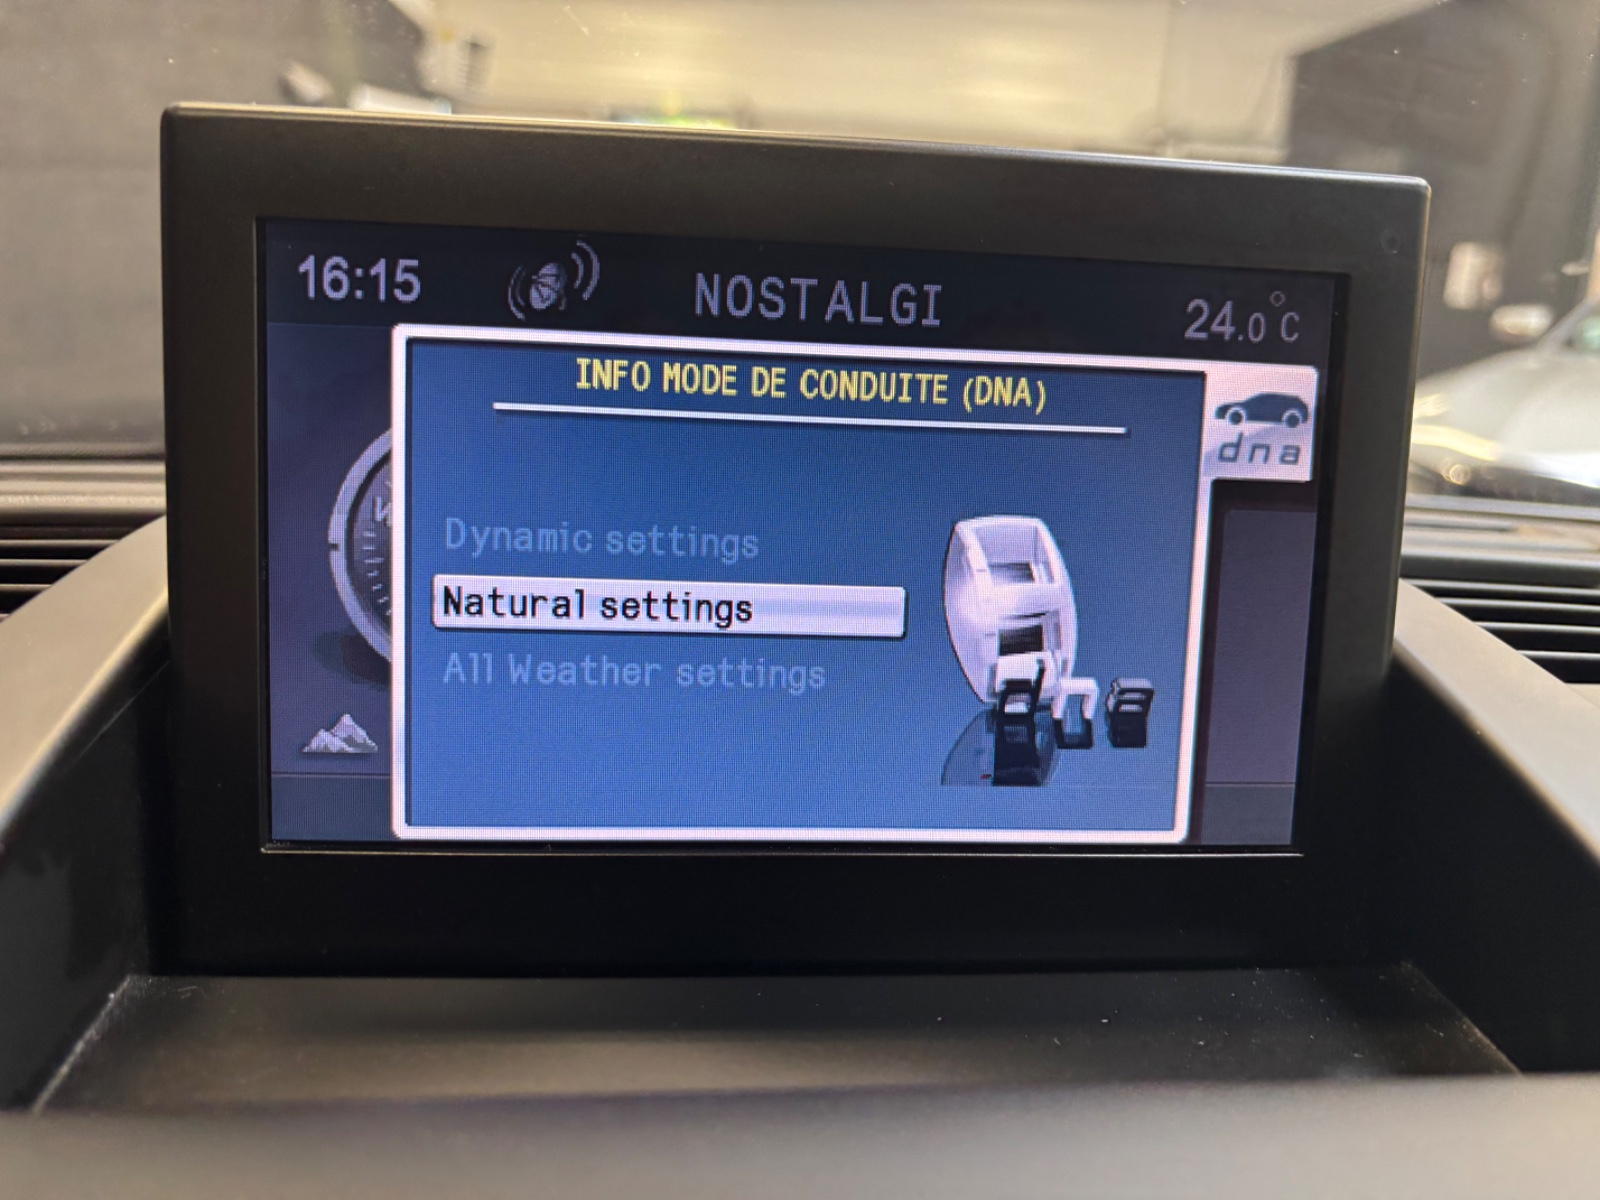 16:15
NOSTALGI
24.0°C
INFO MODE DE CONDUITE (DNA)
dna
Dynamic settings
Natural settings
All Weather settings